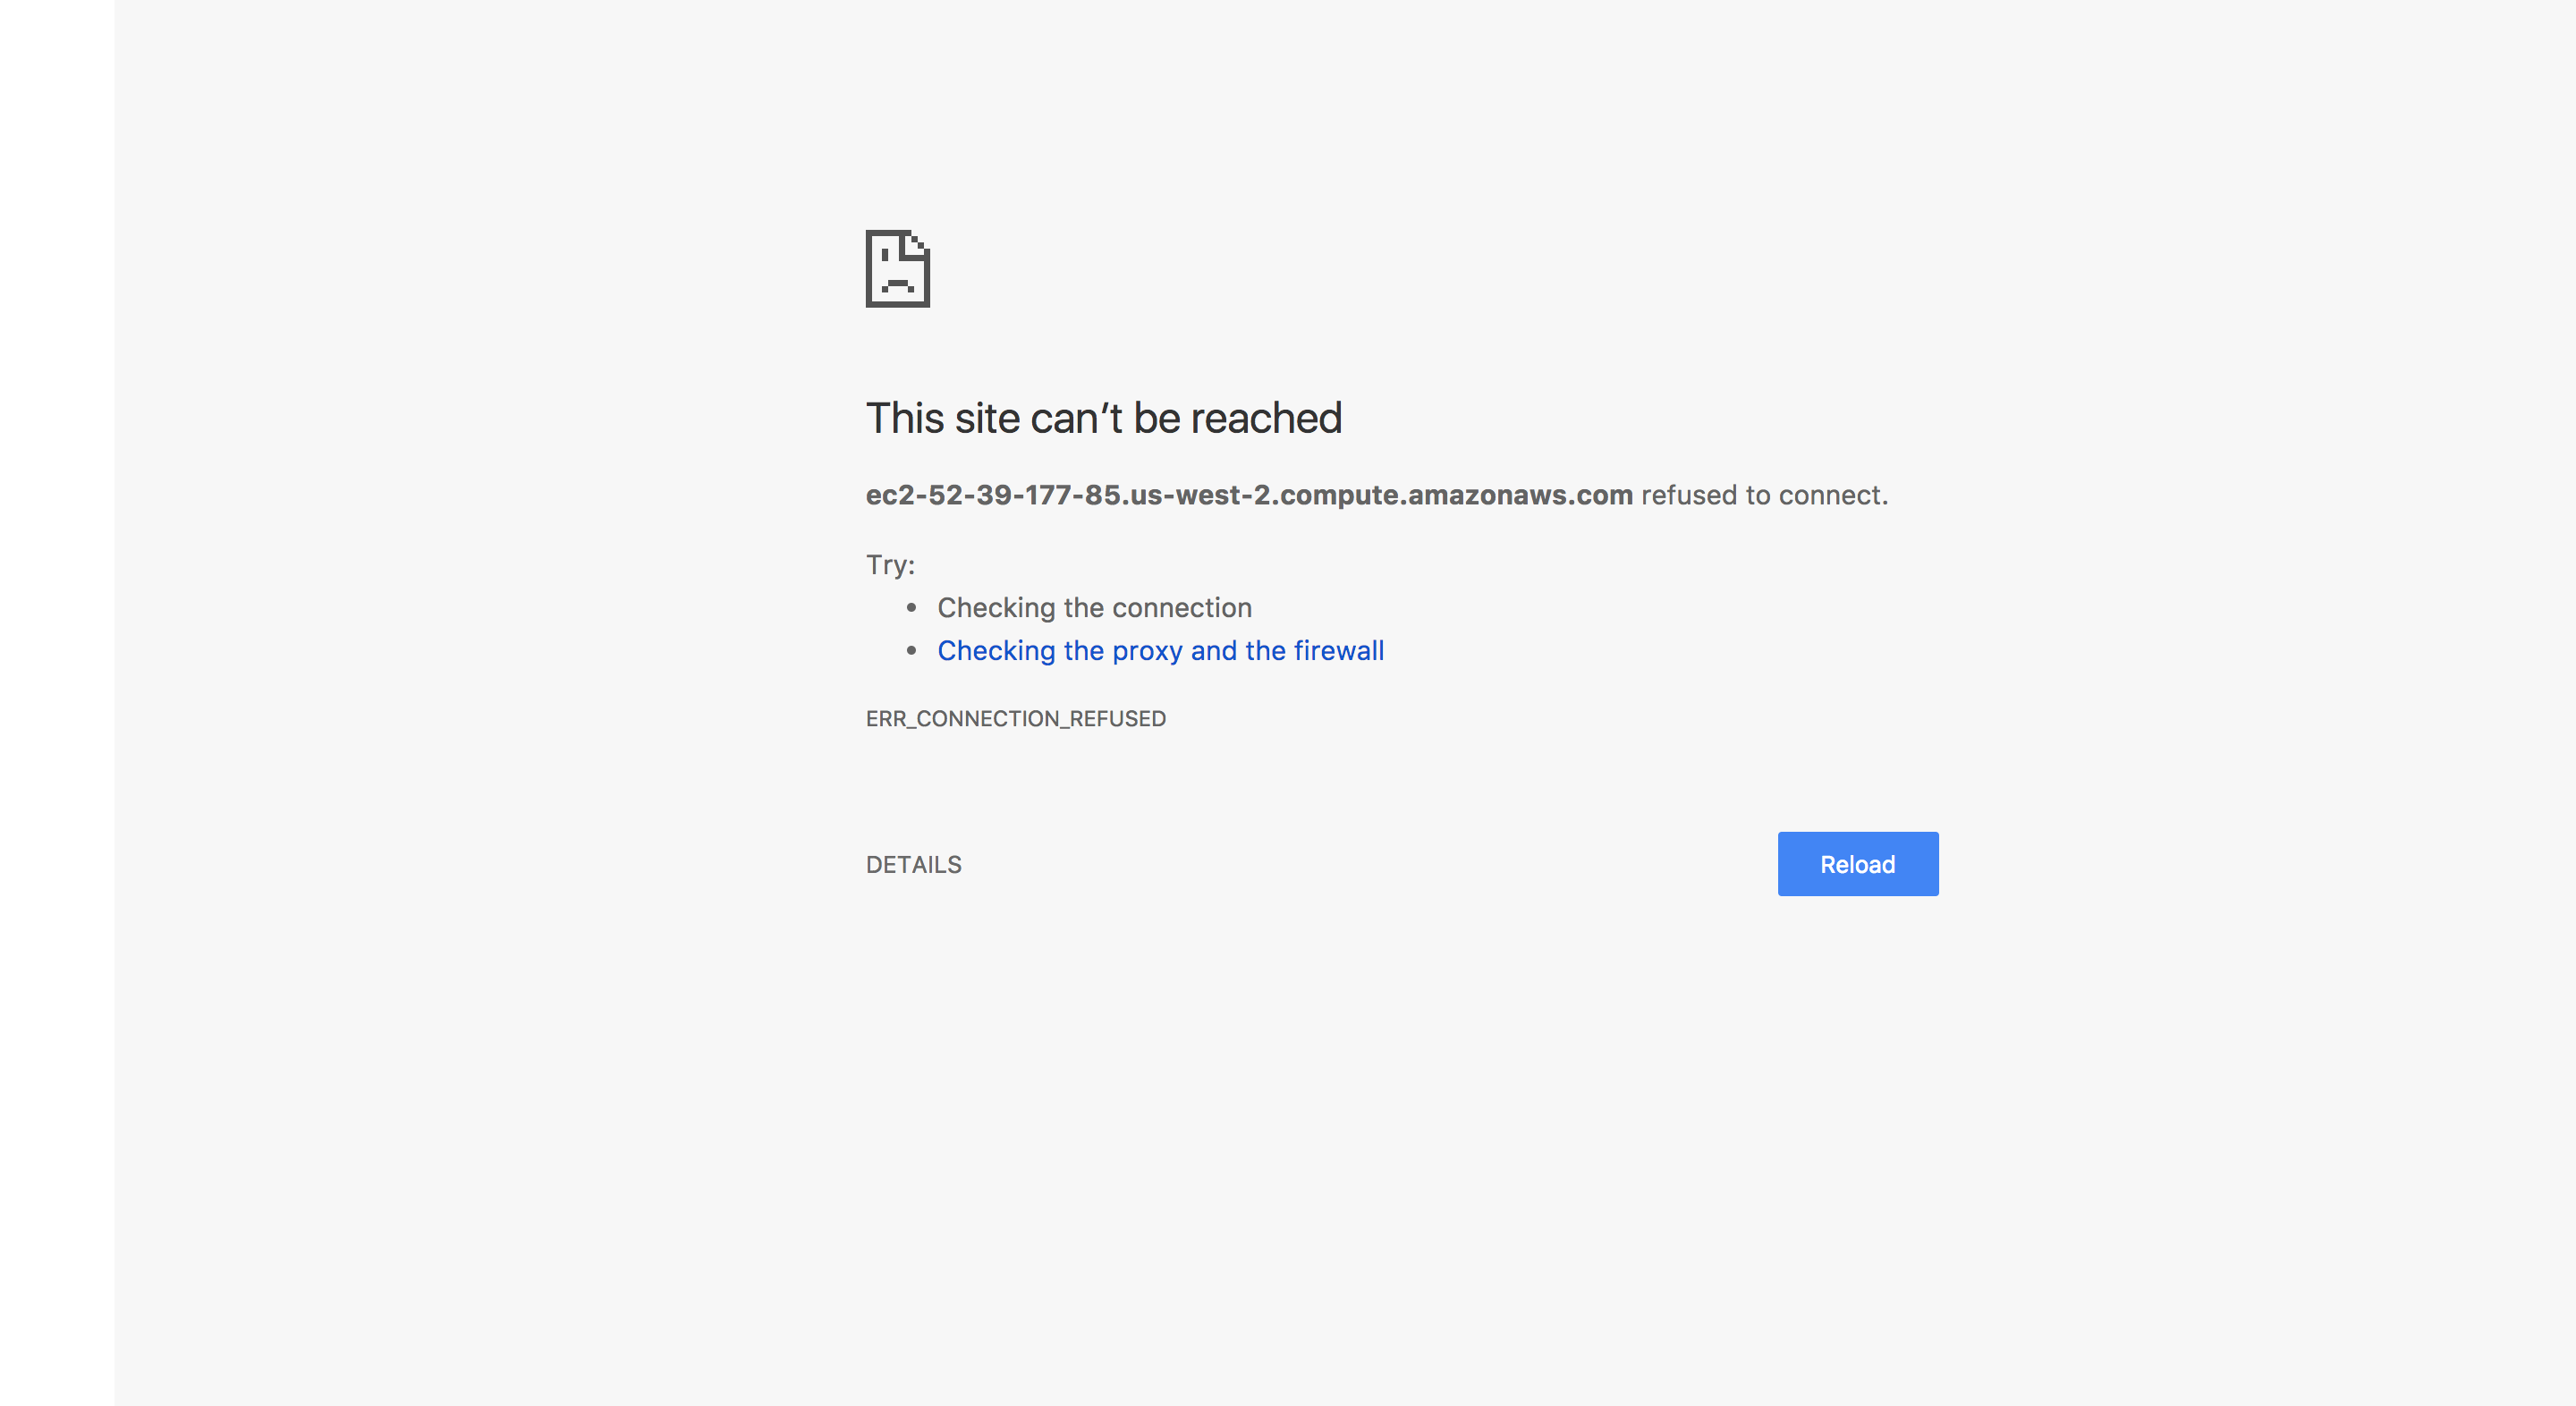 This site can’t be reached
ec2-52-39-177-85.us-west-2.compute.amazonaws.com refused to connect.
Try:
• Checking the connection
• Checking the proxy and the firewall
ERR_CONNECTION_REFUSED
DETAILS
Reload